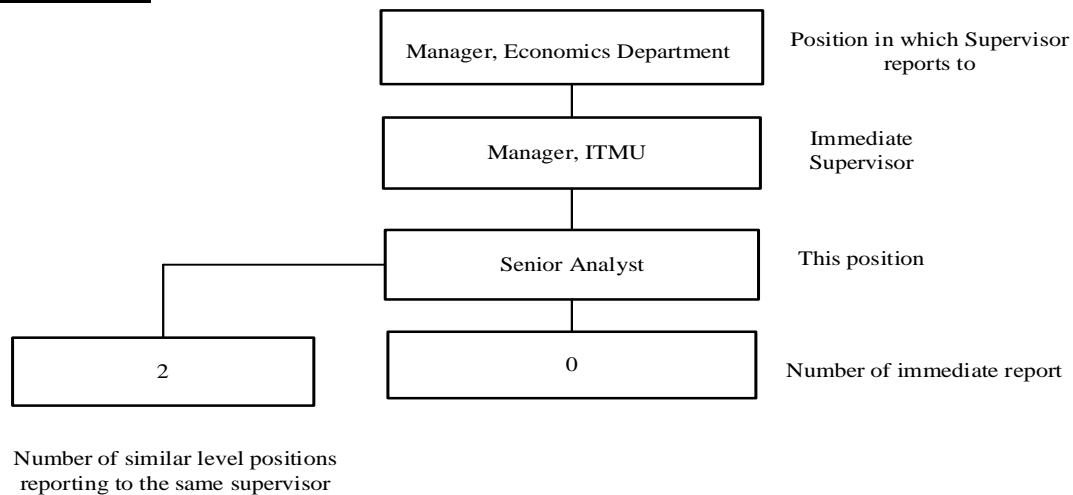 Manager, Economics Department
Position in which Supervisor
reports to
Manager, ITMU
Immediate
Supervisor
Senior Analyst
This position
2
0
Number of immediate report
Number of similar level positions
reporting to the same supervisor